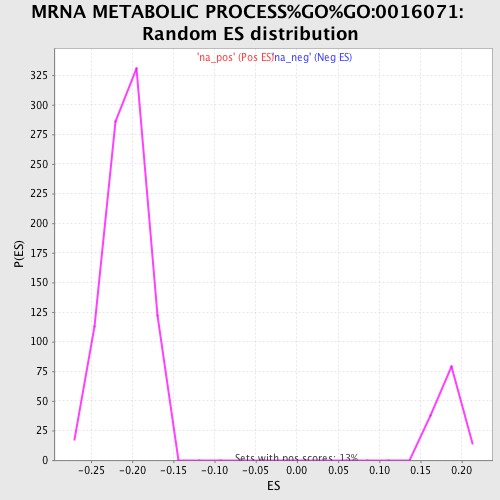 MRNA METABOLIC PROCESS%GO%GO:0016071:
Random ES distribution
'na_pos' (Pos ES)'na_neg' (Neg ES)
325
300
275
250
225
200
175
150
125
100
75
50
25
0
P(ES)
Sets with pos scores: 13%
-0.25 -0.20 -0.15 -0.10 -0.05 0.00 0.05 0.10 0.15 0.20
ES